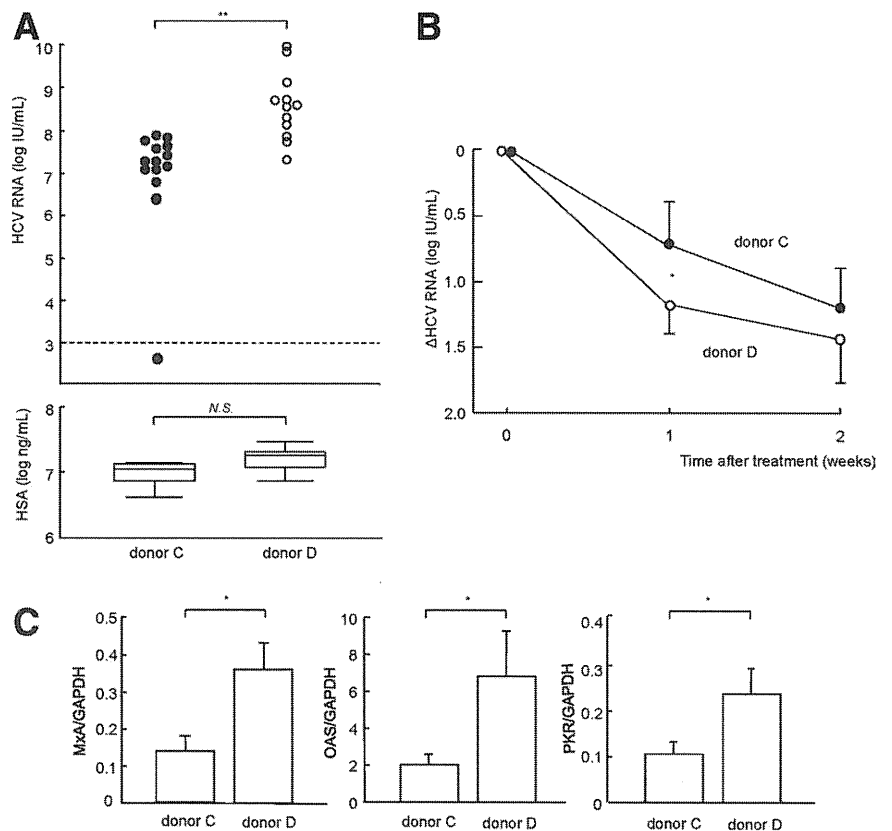 A
**
HCV RNA (log IU/mL)
10
9
8
7
6
5
4
3
N.S.
HSA (log ng/mL)
8
7
6
donor C donor D
B
ΔHCV RNA (log IU/mL)
0
0.5
1.0
1.5
2.0
donor C
*
donor D
0 1 2
Time after treatment (weeks)
C
*
MxA/GAPDH
0.5
0.4
0.3
0.2
0.1
0
donor C donor D
*
OAS/GAPDH
10
8
6
4
2
0
donor C donor D
*
PKR/GAPDH
0.4
0.3
0.2
0.1
0
donor C donor D